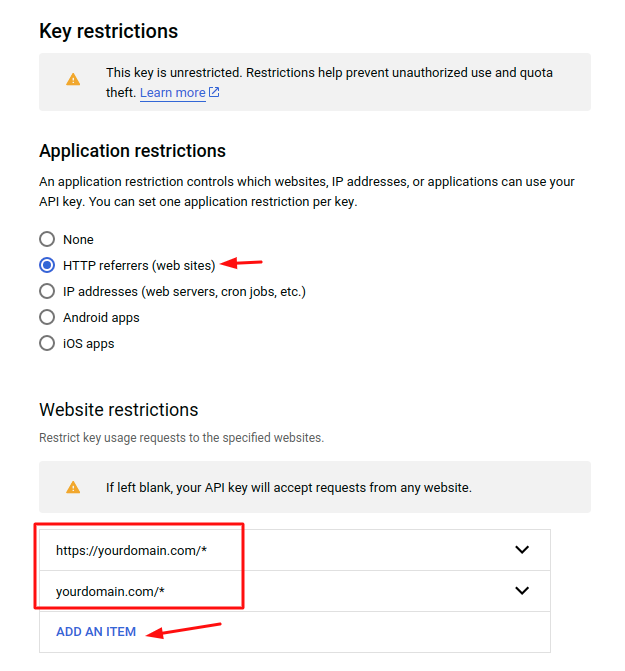 Key restrictions
This key is unrestricted. Restrictions help prevent unauthorized use and quota
theft. Learn more
Application restrictions
An application restriction controls which websites, IP addresses, or applications can use your
API key. You can set one application restriction per key.
None
HTTP referrers (web sites)
IP addresses (web servers, cron jobs, etc.)
Android apps
iOS apps
Website restrictions
Restrict key usage requests to the specified websites.
If left blank, your API key will accept requests from any website.
https://yourdomain.com/*
yourdomain.com/*
ADD AN ITEM